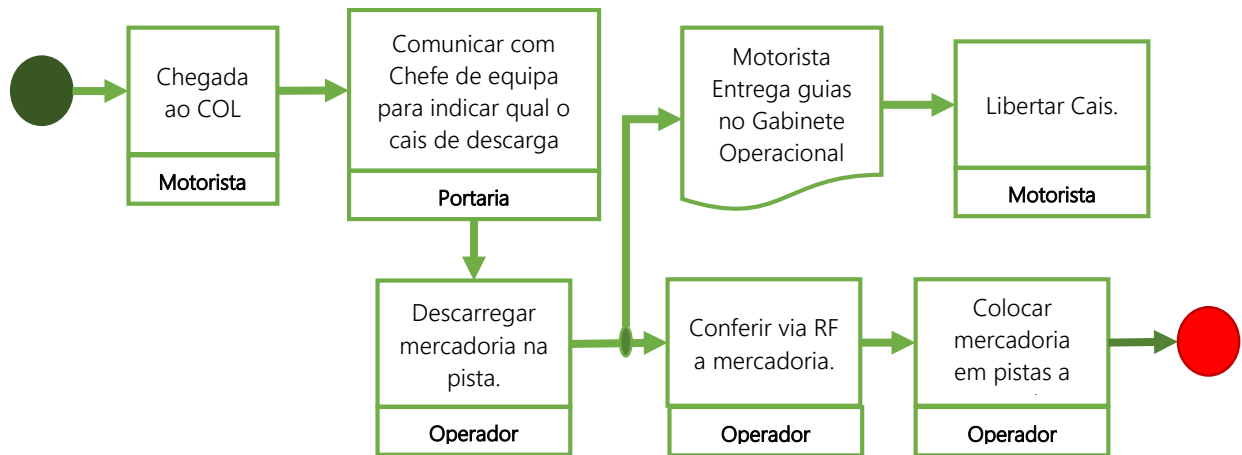 Chegada
ao COL
Motorista
Comunicar com
Chefe de equipa
para indicar qual o
cais de descarga
Portaria
Motorista
Entrega guias
no Gabinete
Operacional
Libertar Cais.
Motorista
Descarregar
mercadoria na
pista.
Operador
Conferir via RF
a mercadoria.
Operador
Colocar
mercadoria
em pistas a
Operador